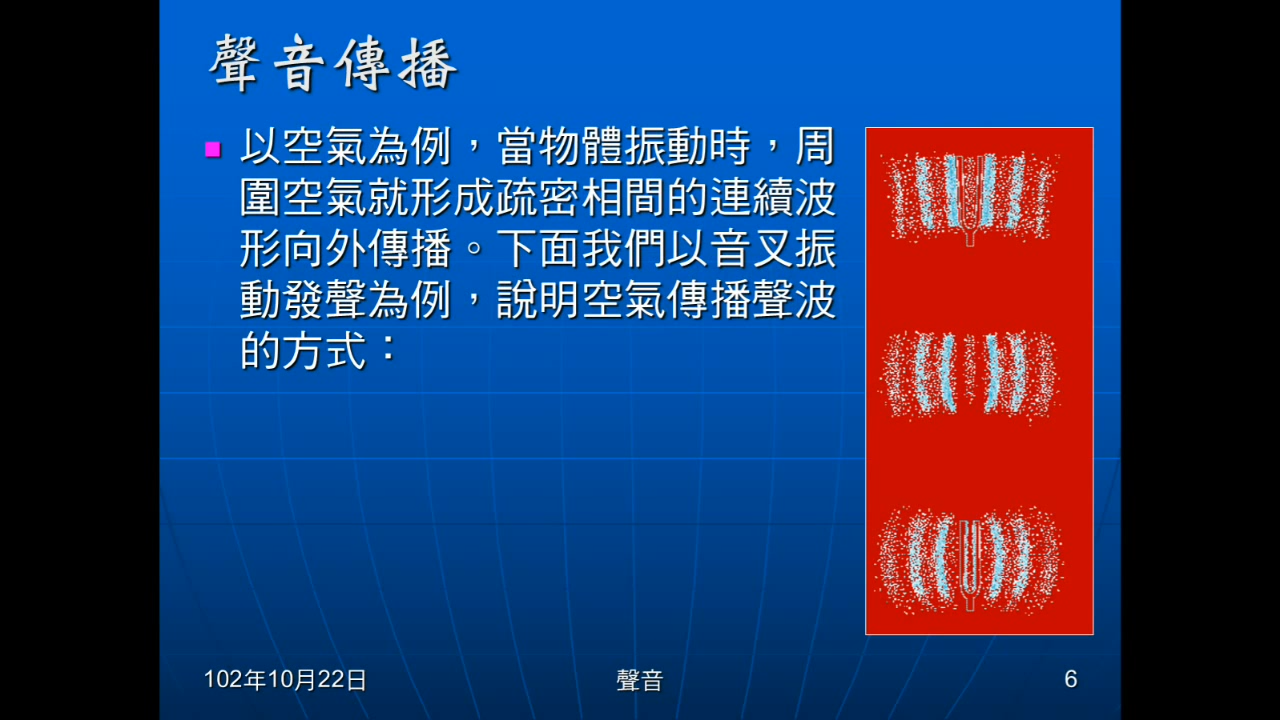 聲音傳播
以空氣為例，當物體振動時，周
圍空氣就形成疏密相間的連續波
形向外傳播。下面我們以音叉振
動發聲為例，說明空氣傳播聲波
的方式：
102年10月22日
聲音
6